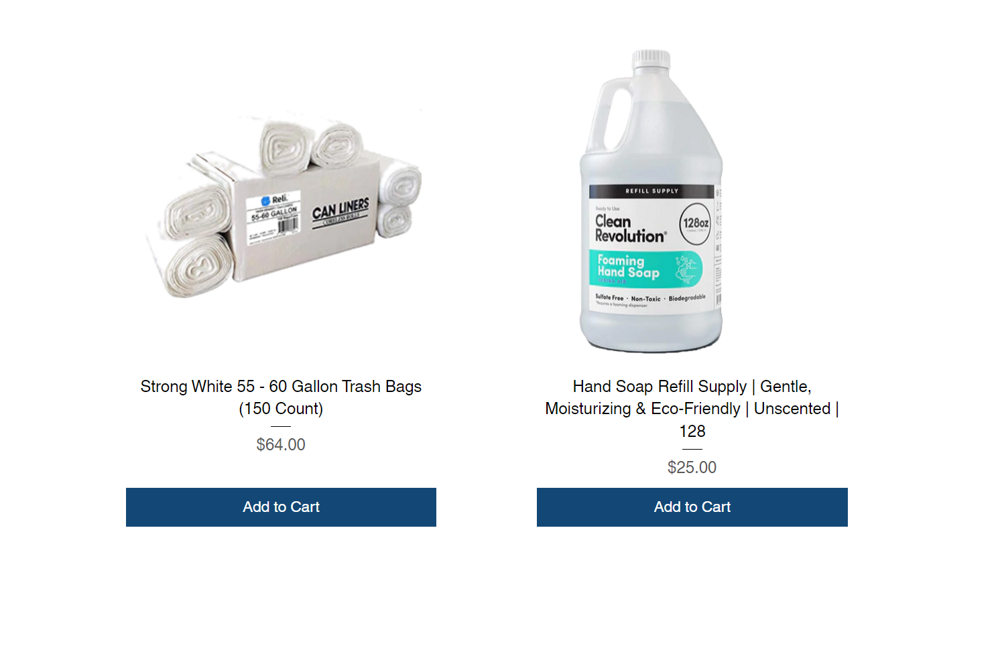 Reli.
55-60 GALLON
CAN LINERS
CORELESS ROLLS
Strong White 55 - 60 Gallon Trash Bags
(150 Count)
$64.00
Add to Cart
REFILL SUPPLY
Ready to Use
Clean
Revolution®
128oz
Foaming
Hand Soap
Sulfate Free · Non-Toxic · Biodegradable
*Requires a foaming dispenser
Hand Soap Refill Supply | Gentle,
Moisturizing & Eco-Friendly | Unscented |
128
$25.00
Add to Cart